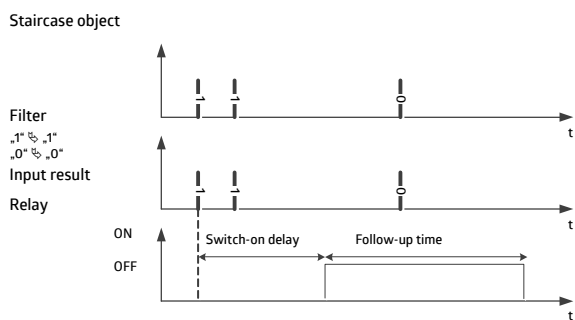 Staircase object
1 1 0
t
Filter
„1“ ⮱ „1“
„0“ ⮱ „0“
Input result
1 1 0
t
Relay
ON
Switch-on delay Follow-up time
OFF
t